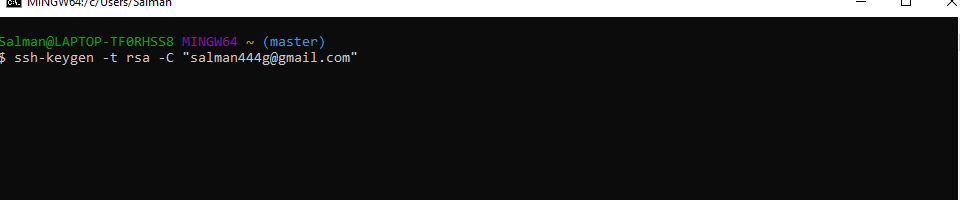 MINGW64:/c/Users/Salman
Salman@LAPTOP-TF0RHSS8 MINGW64 ~ (master)
$ ssh-keygen -t rsa -C "salman444g@gmail.com"